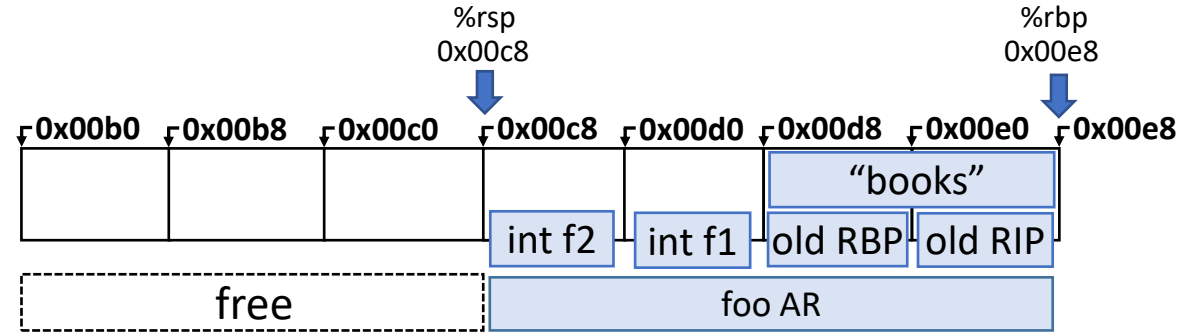 %rsp
0x00c8
%rbp
0x00e8
0x00b0 0x00b8 0x00c0 0x00c8 0x00d0 0x00d8 0x00e0 0x00e8
“books”
int f2 int f1 old RBP old RIP
free foo AR